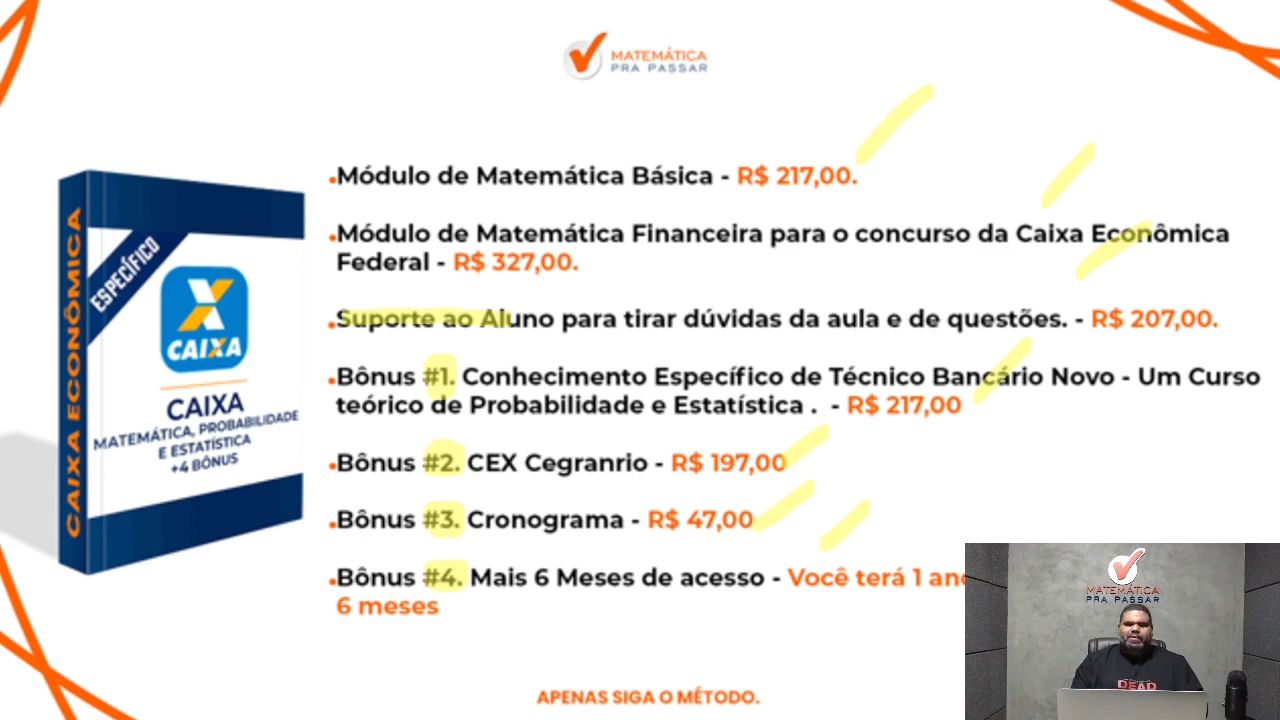 MATEMÁTICA
PRA PASSAR
•Módulo de Matemática Básica - R$ 217,00.
•Módulo de Matemática Financeira para o concurso da Caixa Econômica
Federal - R$ 327,00.
•Suporte ao Aluno para tirar dúvidas da aula e de questões. - R$ 207,00.
•Bônus #1. Conhecimento Específico de Técnico Bancário Novo - Um Curso
teórico de Probabilidade e Estatística .  - R$ 217,00
•Bônus #2. CEX Cegranrio - R$ 197,00
•Bônus #3. Cronograma - R$ 47,00
•Bônus #4. Mais 6 Meses de acesso - Você terá 1 an
6 meses
CAIXA ECONÔMICA
ESPECÍFICO
CAIXA
CAIXA
MATEMÁTICA, PROBABILIDADE
E ESTATÍSTICA
+4 BÔNUS
MATEMÁTICA
PRA PASSAR
DEAD
APENAS SIGA O MÉTODO.